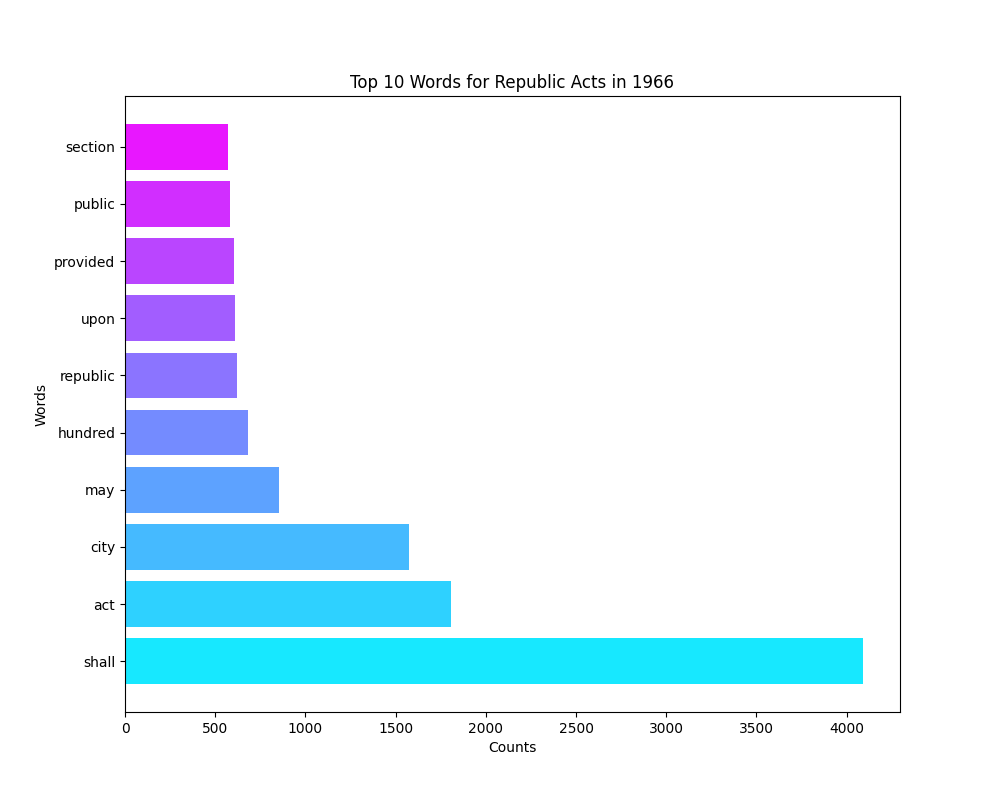 Top 10 Words for Republic Acts in 1966
Words
section
public
provided
upon
republic
hundred
may
city
act
shall
0 500 1000 1500 2000 2500 3000 3500 4000
Counts